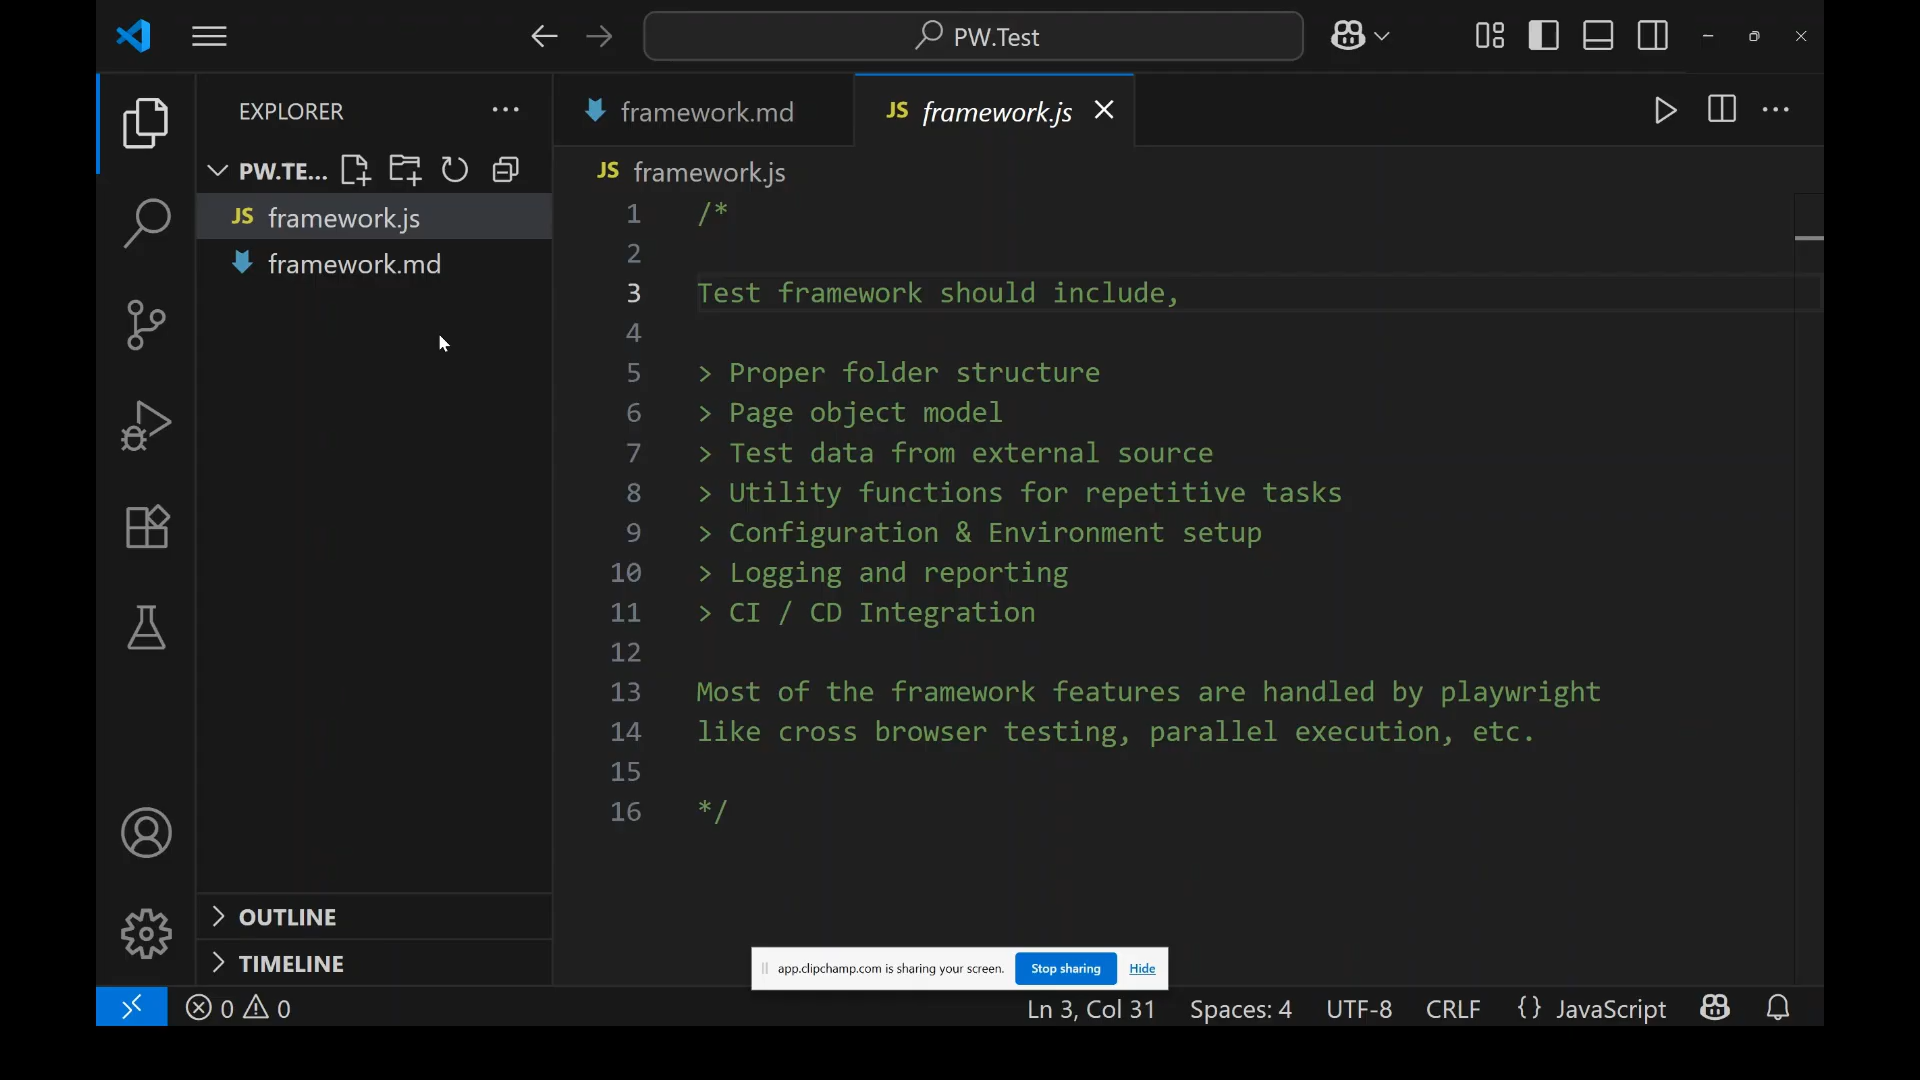 PW.Test
EXPLORER
PW.TE...
JS framework.js
framework.md
framework.md
JS framework.js
JS framework.js
1 /*
2
3 Test framework should include,
4
5 > Proper folder structure
6 > Page object model
7 > Test data from external source
8 > Utility functions for repetitive tasks
9 > Configuration & Environment setup
10 > Logging and reporting
11 > CI / CD Integration
12
13 Most of the framework features are handled by playwright
14 like cross browser testing, parallel execution, etc.
15
16 */
OUTLINE
TIMELINE
app.clipchamp.com is sharing your screen. Stop sharing Hide
0 0 Ln 3, Col 31 Spaces: 4 UTF-8 CRLF {} JavaScript